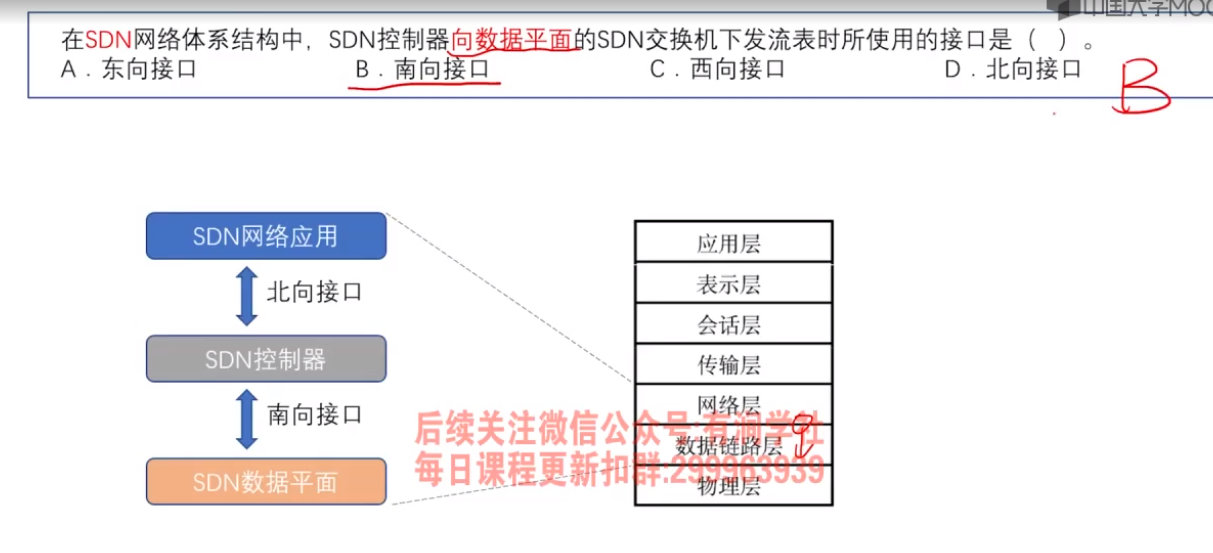 中国大学MOO
在SDN网络体系结构中，SDN控制器向数据平面的SDN交换机下发流表时所使用的接口是（ ）。
A．东向接口 B．南向接口 C．西向接口 D．北向接口
B
SDN网络应用
北向接口
SDN控制器
南向接口
SDN数据平面
应用层
表示层
会话层
传输层
网络层
数据链路层
物理层
后续关注微信公众号:有涧学社
每日课程更新扣群:299963939